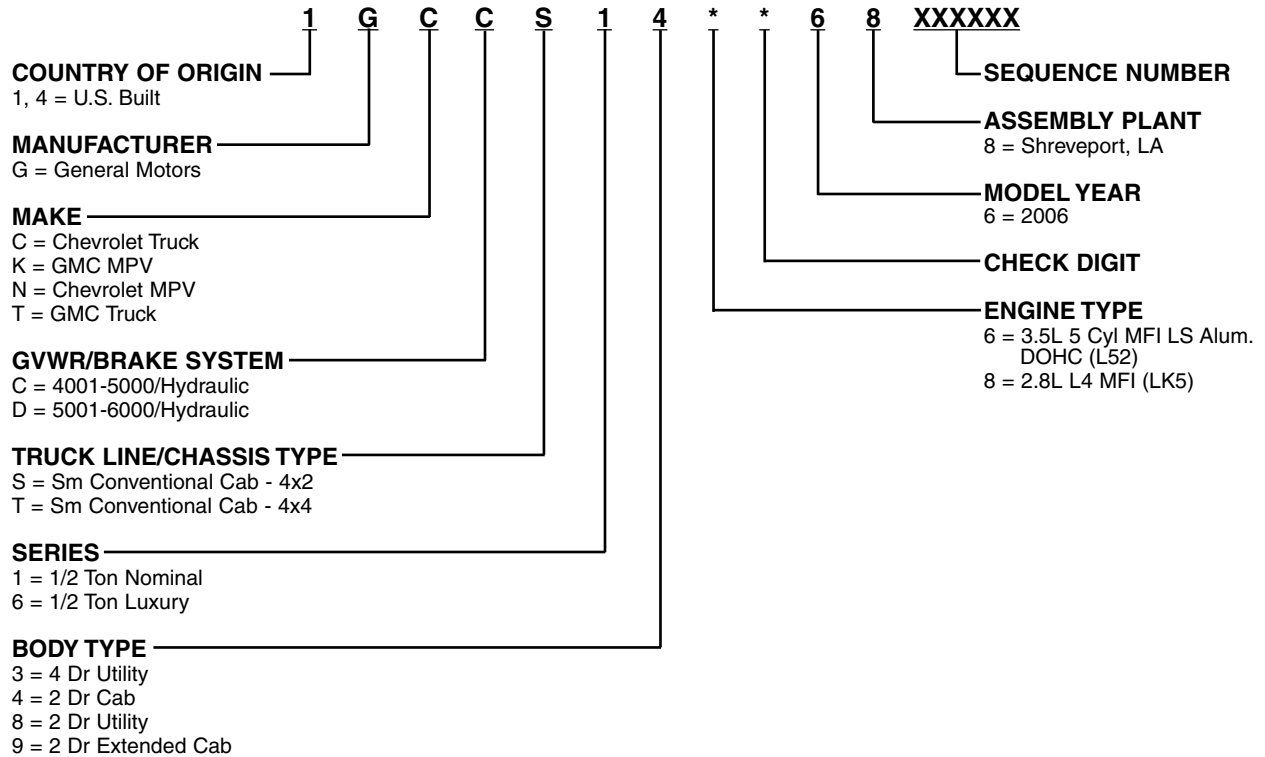 1 G C C S 1 4 * * 6 8 XXXXXX
COUNTRY OF ORIGIN
1, 4 = U.S. Built
MANUFACTURER
G = General Motors
MAKE
C = Chevrolet Truck
K = GMC MPV
N = Chevrolet MPV
T = GMC Truck
GVWR/BRAKE SYSTEM
C = 4001-5000/Hydraulic
D = 5001-6000/Hydraulic
TRUCK LINE/CHASSIS TYPE
S = Sm Conventional Cab - 4x2
T = Sm Conventional Cab - 4x4
SERIES
1 = 1/2 Ton Nominal
6 = 1/2 Ton Luxury
BODY TYPE
3 = 4 Dr Utility
4 = 2 Dr Cab
8 = 2 Dr Utility
9 = 2 Dr Extended Cab
SEQUENCE NUMBER
ASSEMBLY PLANT
8 = Shreveport, LA
MODEL YEAR
6 = 2006
CHECK DIGIT
ENGINE TYPE
6 = 3.5L 5 Cyl MFI LS Alum.
DOHC (L52)
8 = 2.8L L4 MFI (LK5)